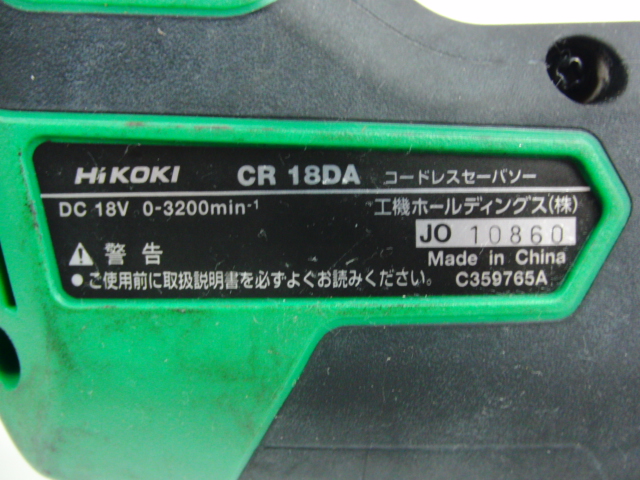 HiKOKI CR 18DA コードレスセーバソー
DC 18V 0-3200min⁻¹ 工機ホールディングス(株)
JO 10860
⚠ 警告 Made in China
● ご使用前に取扱説明書を必ずよくお読みください。 C359765A